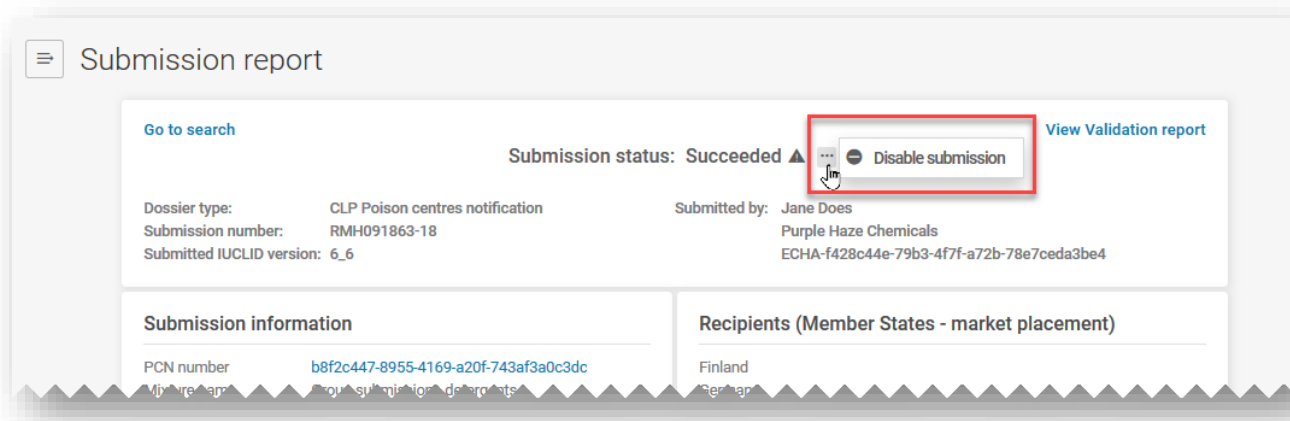 Submission report
Go to search
View Validation report
Submission status: Succeeded
Disable submission
Dossier type: CLP Poison centres notification
Submitted by: Jane Does
Submission number: RMH091863-18
Purple Haze Chemicals
Submitted IUCLID version: 6_6
ECHA-f428c44e-79b3-4f7f-a72b-78e7ceda3be4
Submission information
Recipients (Member States - market placement)
PCN number b8f2c447-8955-4169-a20f-743af3a0c3dc
Finland